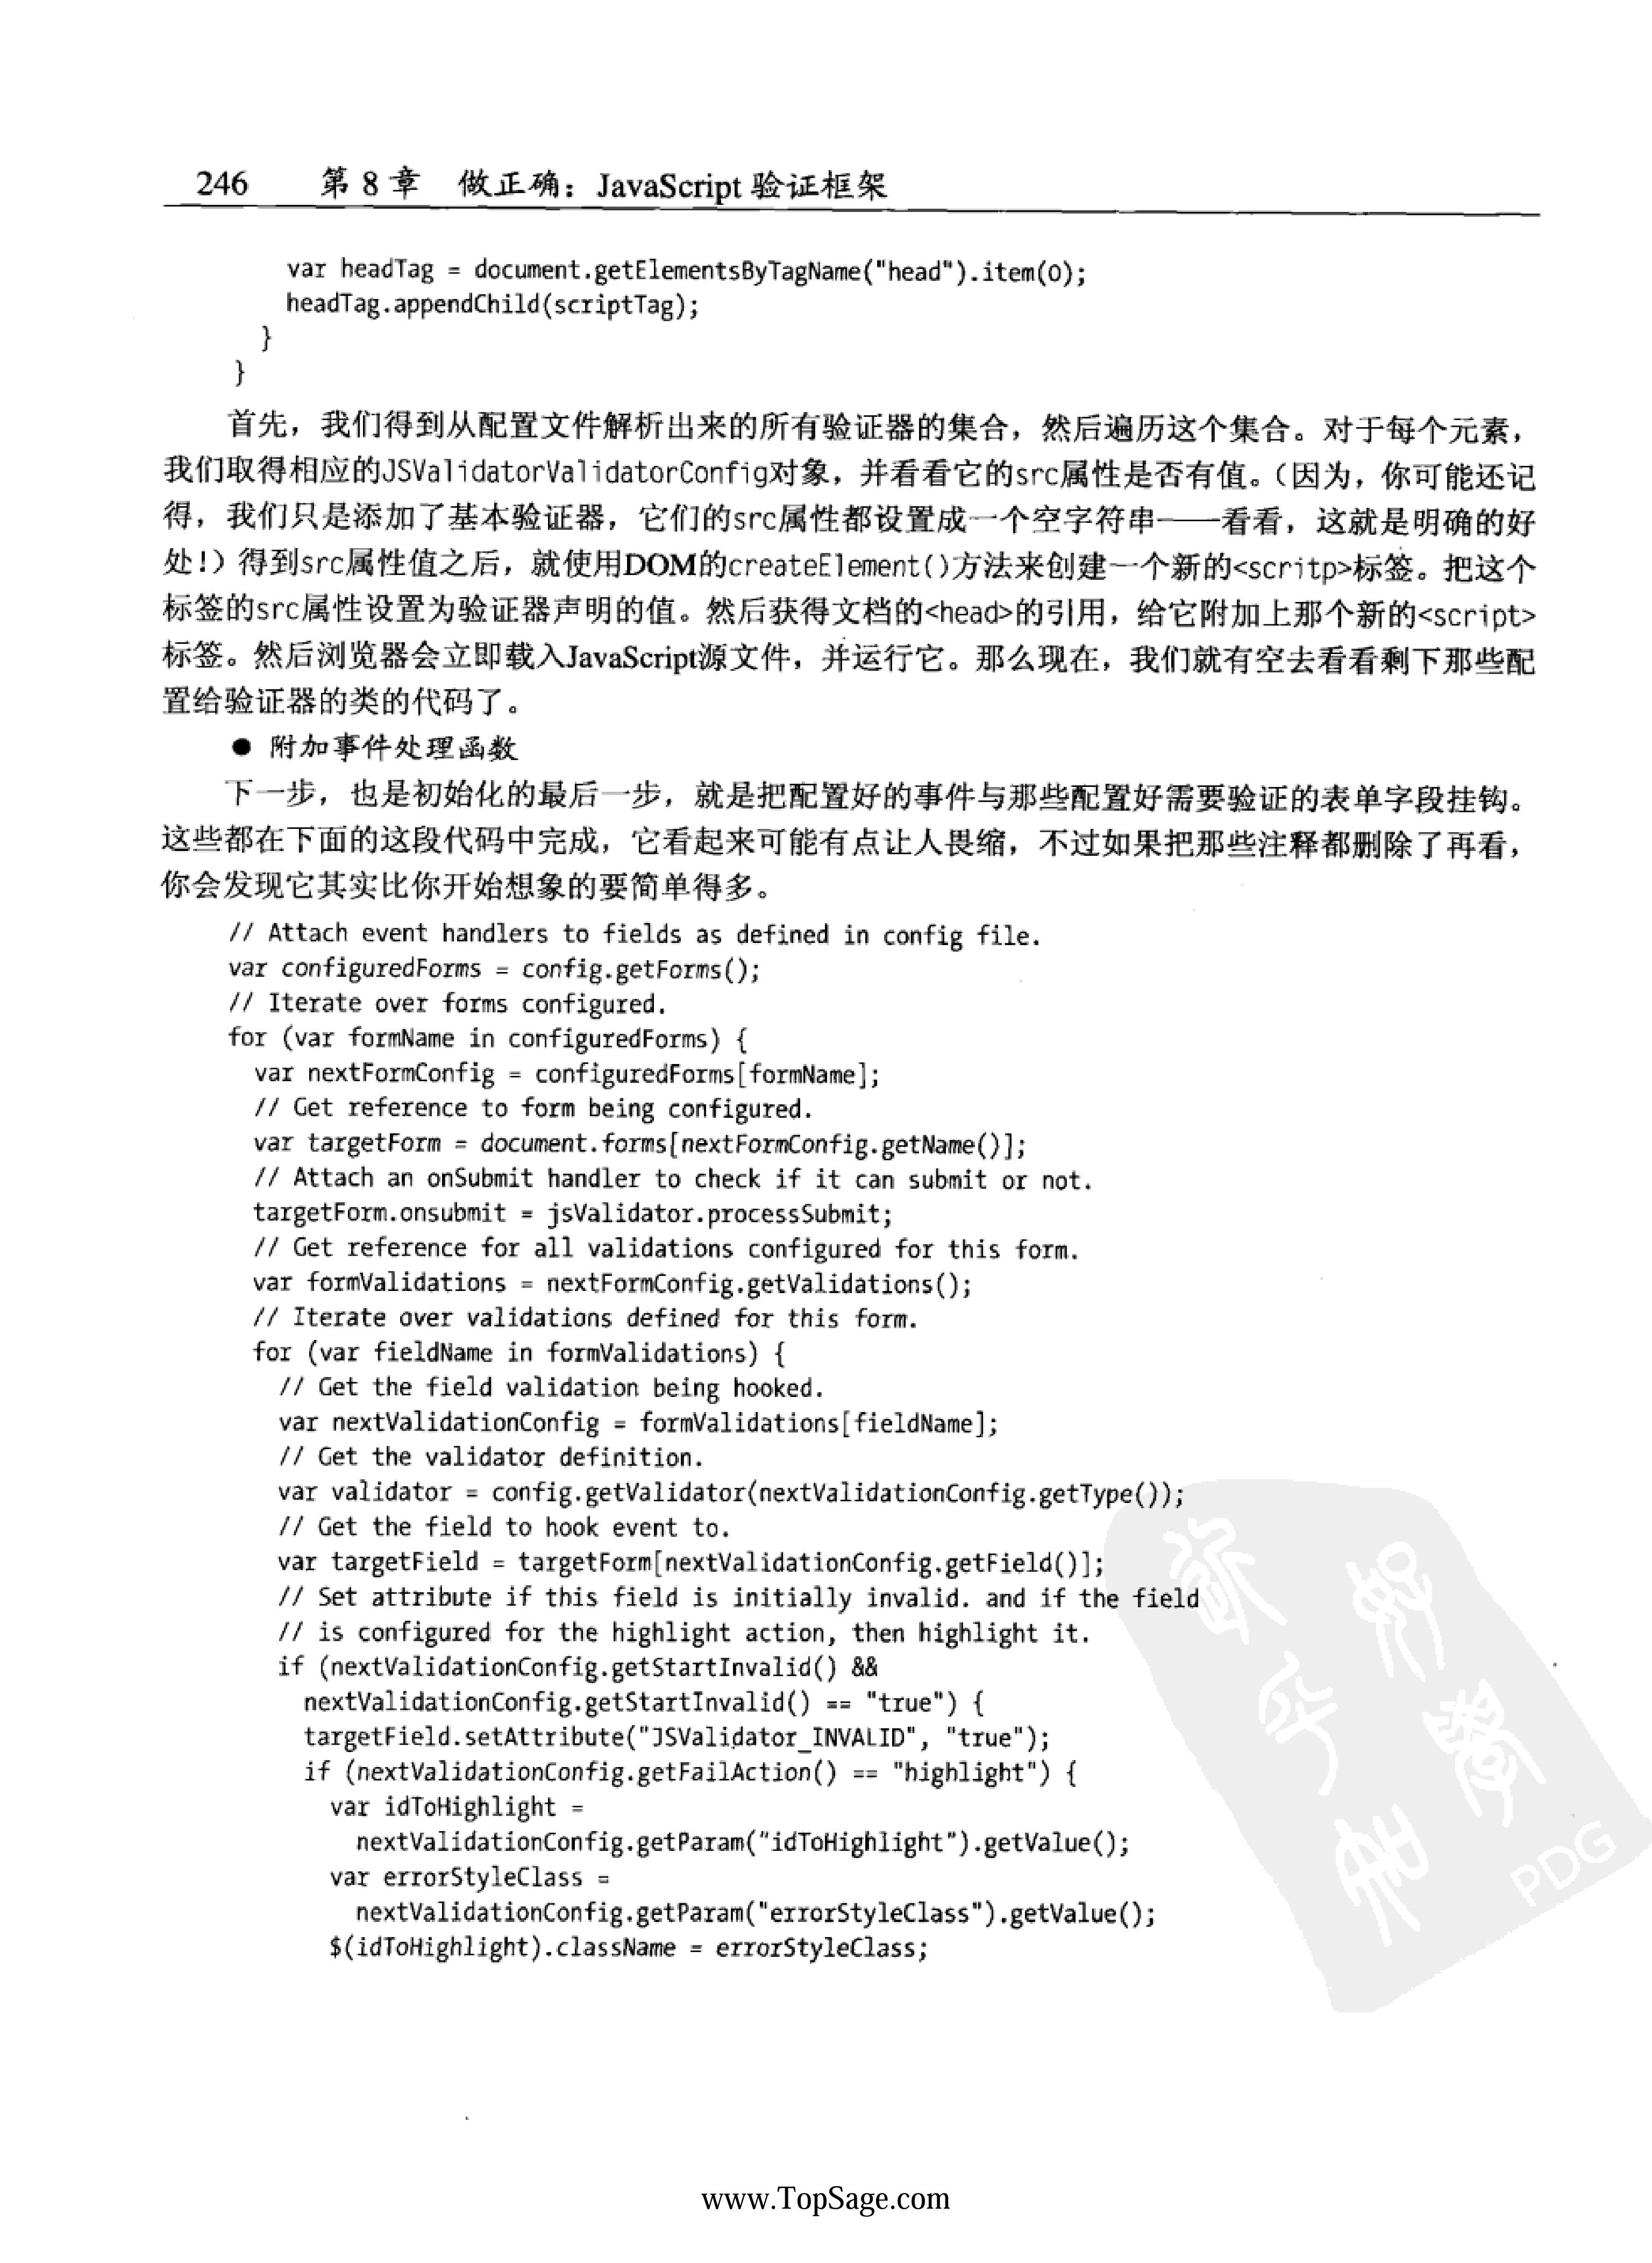 246 第 8 章 做正确：JavaScript 验证框架
var headTag = document.getElementsByTagName("head").item(0);
headTag.appendChild(scriptTag);
}
}
首先，我们得到从配置文件解析出来的所有验证器的集合，然后遍历这个集合。对于每个元素，
我们取得相应的JSValidatorValidatorConfig对象，并看看它的src属性是否有值。（因为，你可能还记
得，我们只是添加了基本验证器，它们的src属性都设置成一个空字符串——看看，这就是明确的好
处！）得到src属性值之后，就使用DOM的createElement()方法来创建一个新的<scritp>标签。把这个
标签的src属性设置为验证器声明的值。然后获得文档的<head>的引用，给它附加上那个新的<script>
标签。然后浏览器会立即载入JavaScript源文件，并运行它。那么现在，我们就有空去看看剩下那些配
置给验证器的类的代码了。
● 附加事件处理函数
下一步，也是初始化的最后一步，就是把配置好的事件与那些配置好需要验证的表单字段挂钩。
这些都在下面的这段代码中完成，它看起来可能有点让人畏缩，不过如果把那些注释都删除了再看，
你会发现它其实比你开始想象的要简单得多。
// Attach event handlers to fields as defined in config file.
var configuredForms = config.getForms();
// Iterate over forms configured.
for (var formName in configuredForms) {
var nextFormConfig = configuredForms[formName];
// Get reference to form being configured.
var targetForm = document.forms[nextFormConfig.getName()];
// Attach an onSubmit handler to check if it can submit or not.
targetForm.onsubmit = jsValidator.processSubmit;
// Get reference for all validations configured for this form.
var formValidations = nextFormConfig.getValidations();
// Iterate over validations defined for this form.
for (var fieldName in formValidations) {
// Get the field validation being hooked.
var nextValidationConfig = formValidations[fieldName];
// Get the validator definition.
var validator = config.getValidator(nextValidationConfig.getType());
// Get the field to hook event to.
var targetField = targetForm[nextValidationConfig.getField()];
// Set attribute if this field is initially invalid. and if the field
// is configured for the highlight action, then highlight it.
if (nextValidationConfig.getStartInvalid() &&
nextValidationConfig.getStartInvalid() == "true") {
targetField.setAttribute("JSValidator_INVALID", "true");
if (nextValidationConfig.getFailAction() == "highlight") {
var idToHighlight =
nextValidationConfig.getParam("idToHighlight").getValue();
var errorStyleClass =
nextValidationConfig.getParam("errorStyleClass").getValue();
$(idToHighlight).className = errorStyleClass;
PDG
www.TopSage.com